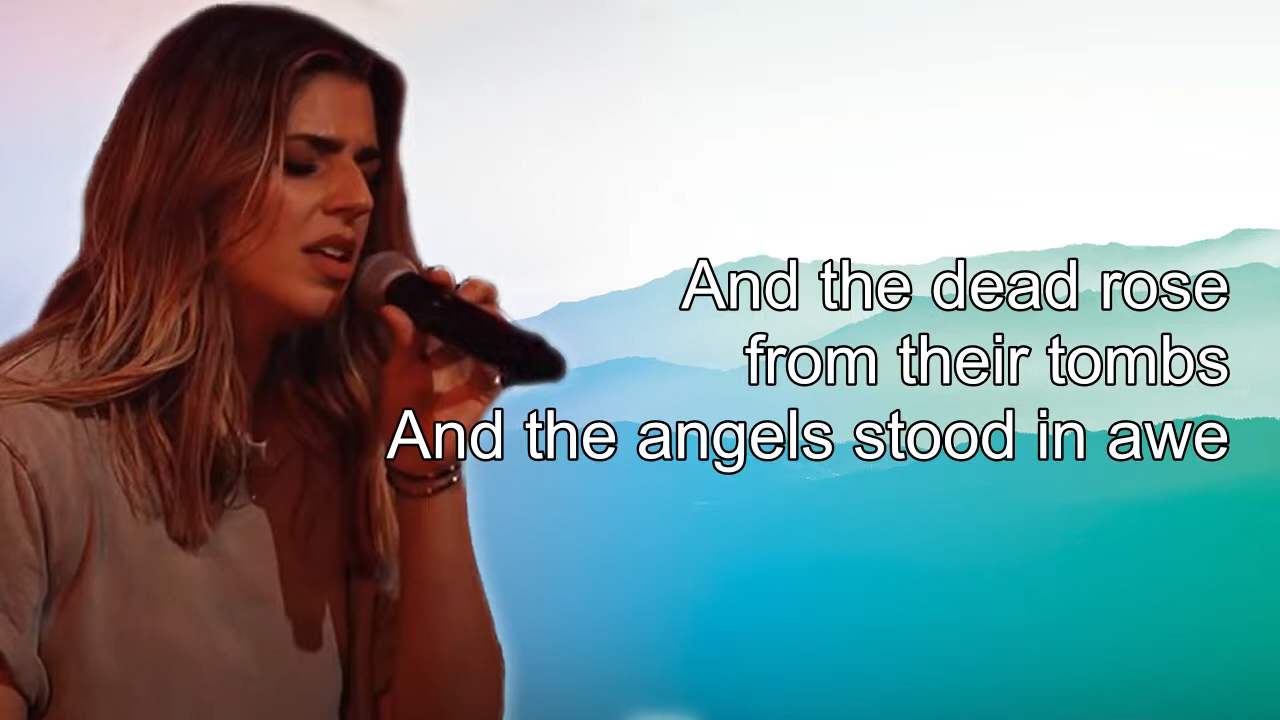 And the dead rose
from their tombs
And the angels stood in awe